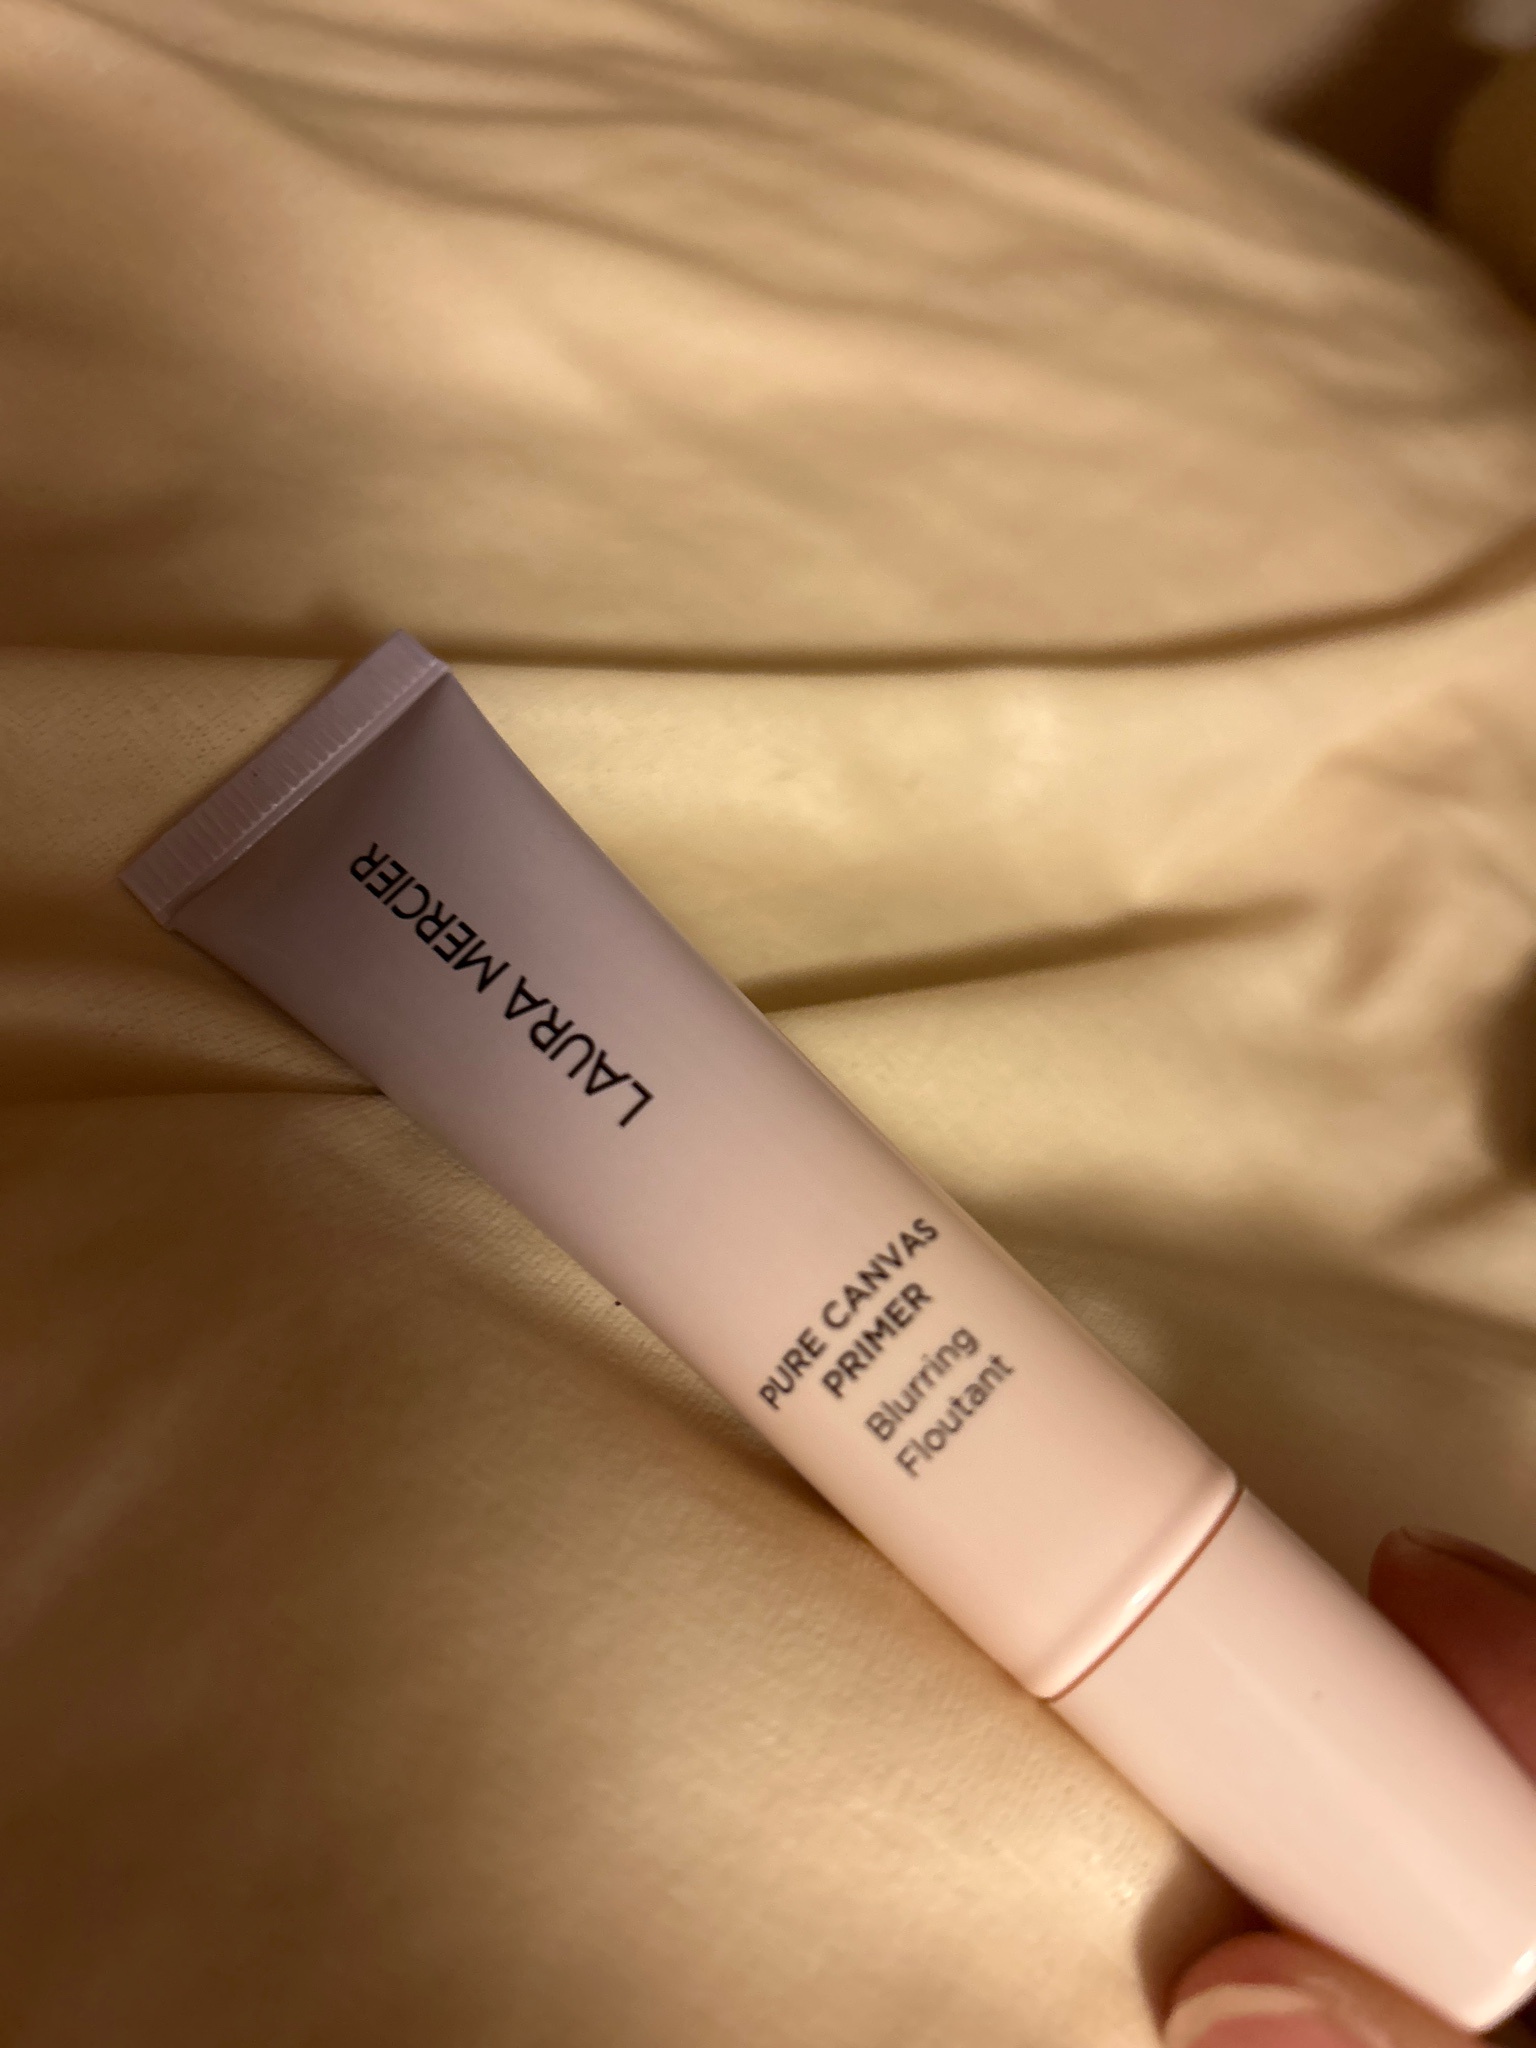 LAURA MERCIER
PURE CANVAS
PRIMER
Blurring
Floutant